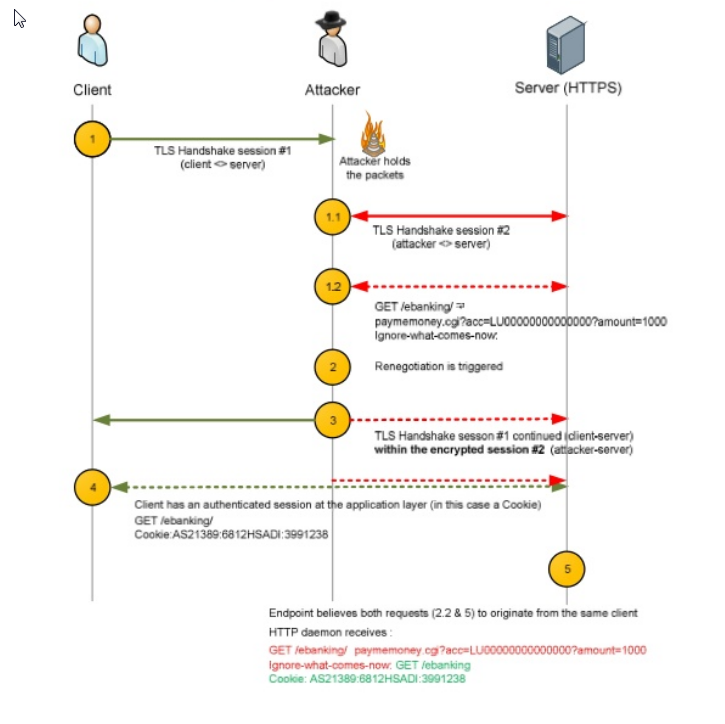 Client
Attacker
Server (HTTPS)
1
TLS Handshake session #1
(client <> server)
Attacker holds
the packets
1.1
TLS Handshake session #2
(attacker <> server)
1.2
GET /ebanking/
paymemoney.cgi?acc=LU00000000000000?amount=1000
Ignore-what-comes-now:
2
Renegotiation is triggered
3
TLS Handshake sesson #1 continued (client-server)
within the encrypted session #2 (attacker-server)
4
Client has an authenticated session at the application layer (in this case a Cookie)
GET /ebanking/
Cookie:AS21389:6812HSADI:3991238
5
Endpoint believes both requests (2.2 & 5) to originate from the same client
HTTP daemon receives :
GET /ebanking/ paymemoney.cgi?acc=LU00000000000000?amount=1000
Ignore-what-comes-now: GET /ebanking
Cookie: AS21389:6812HSADI:3991238